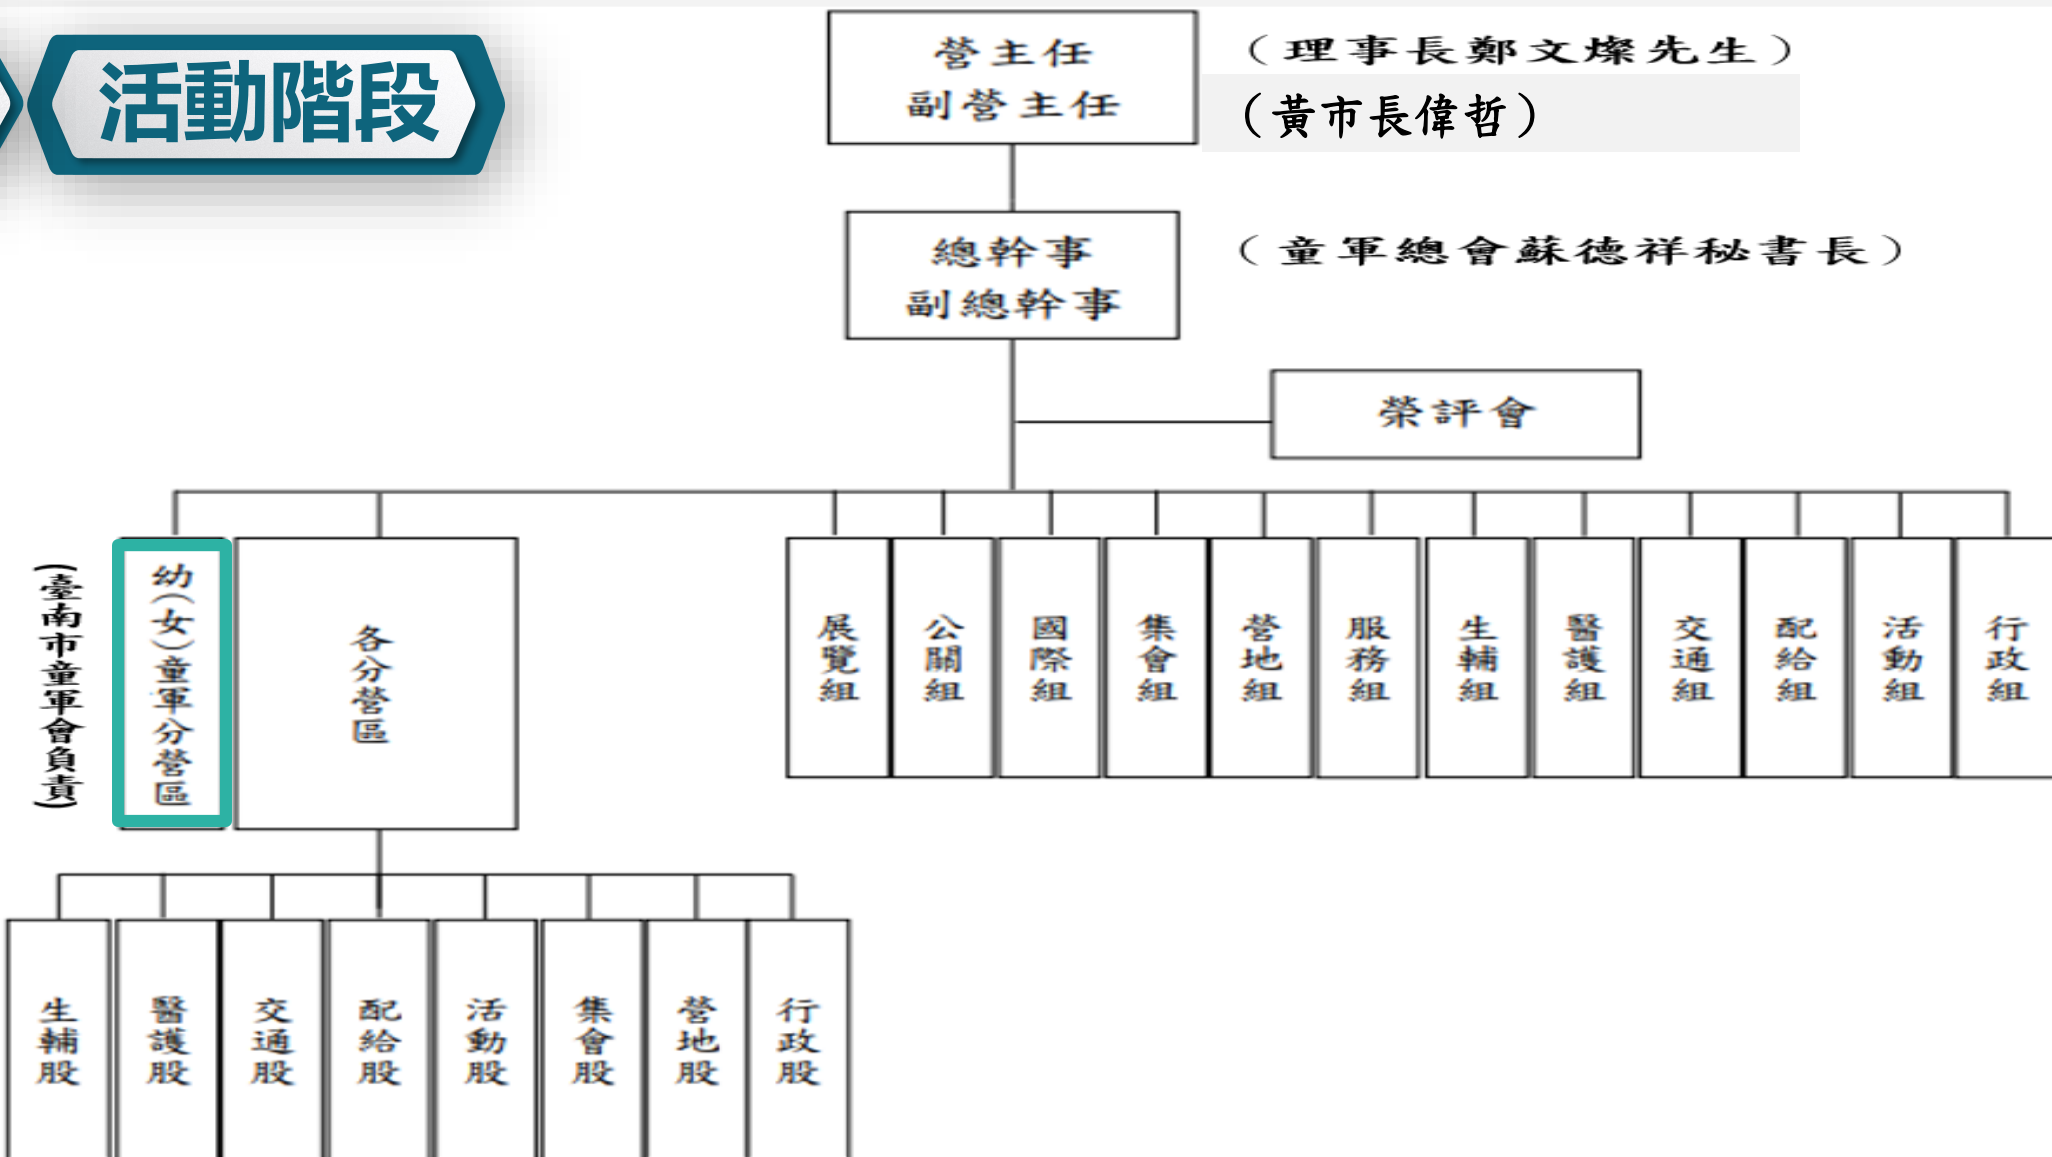 活動階段
營主任
副營主任
（理事長鄭文燦先生）
（黃市長偉哲）
總幹事
副總幹事
（童軍總會蘇德祥秘書長）
榮評會
（臺南市童軍會負責）
幼（女）童軍分營區
各分營區
展覽組
公關組
國際組
集會組
營地組
服務組
生輔組
醫護組
交通組
配給組
活動組
行政組
生輔股
醫護股
交通股
配給股
活動股
集會股
營地股
行政股